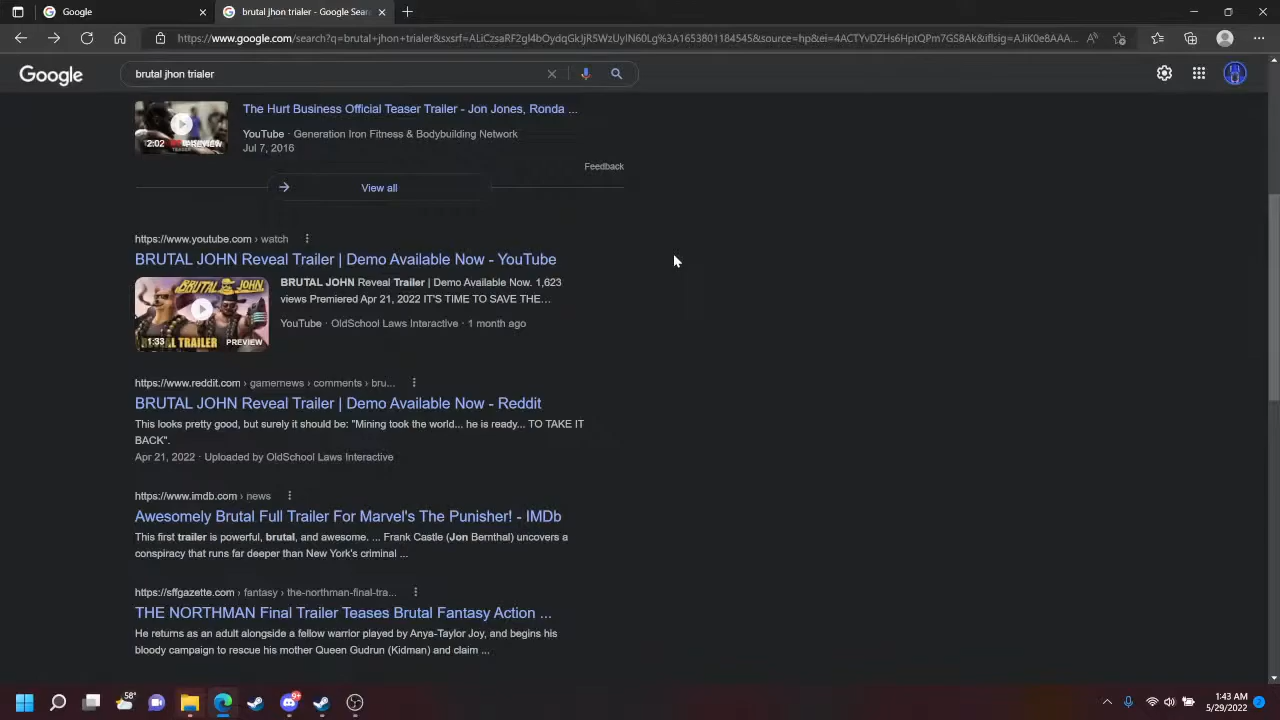 Google
brutal jhon trialer - Google Sear
https://www.google.com/search?q=brutal+jhon+trialer&sxsrf=
Google
brutal jhon trialer
The Hurt Business Official Teaser Trailer - Jon Jones, Ronda ...
YouTube · Generation Iron Fitness & Bodybuilding Network
2:02
PREVIEW
Jul 7, 2016
Feedback
View all
https://www.youtube.com › watch
BRUTAL JOHN Reveal Trailer | Demo Available Now - YouTube
BRUTAL JOHN
BRUTAL JOHN Reveal Trailer | Demo Available Now. 1,623
views Premiered Apr 21, 2022 IT'S TIME TO SAVE THE...
YouTube · OldSchool Laws Interactive · 1 month ago
1:33
TRAILER
PREVIEW
https://www.reddit.com › gamernews › comments › bru...
BRUTAL JOHN Reveal Trailer | Demo Available Now - Reddit
This looks pretty good, but surely it should be: "Mining took the world... he is ready... TO TAKE IT
BACK".
Apr 21, 2022 · Uploaded by OldSchool Laws Interactive
https://www.imdb.com › news
Awesomely Brutal Full Trailer For Marvel's The Punisher! - IMDb
This first trailer is powerful, brutal, and awesome. ... Frank Castle (Jon Bernthal) uncovers a
conspiracy that runs far deeper than New York's criminal ...
https://sffgazette.com › fantasy › the-northman-final-tra...
THE NORTHMAN Final Trailer Teases Brutal Fantasy Action ...
He returns as an adult alongside a fellow warrior played by Anya-Taylor Joy, and begins his
bloody campaign to rescue his mother Queen Gudrun (Kidman) and claim ...
58°
1:43 AM
5/29/2022